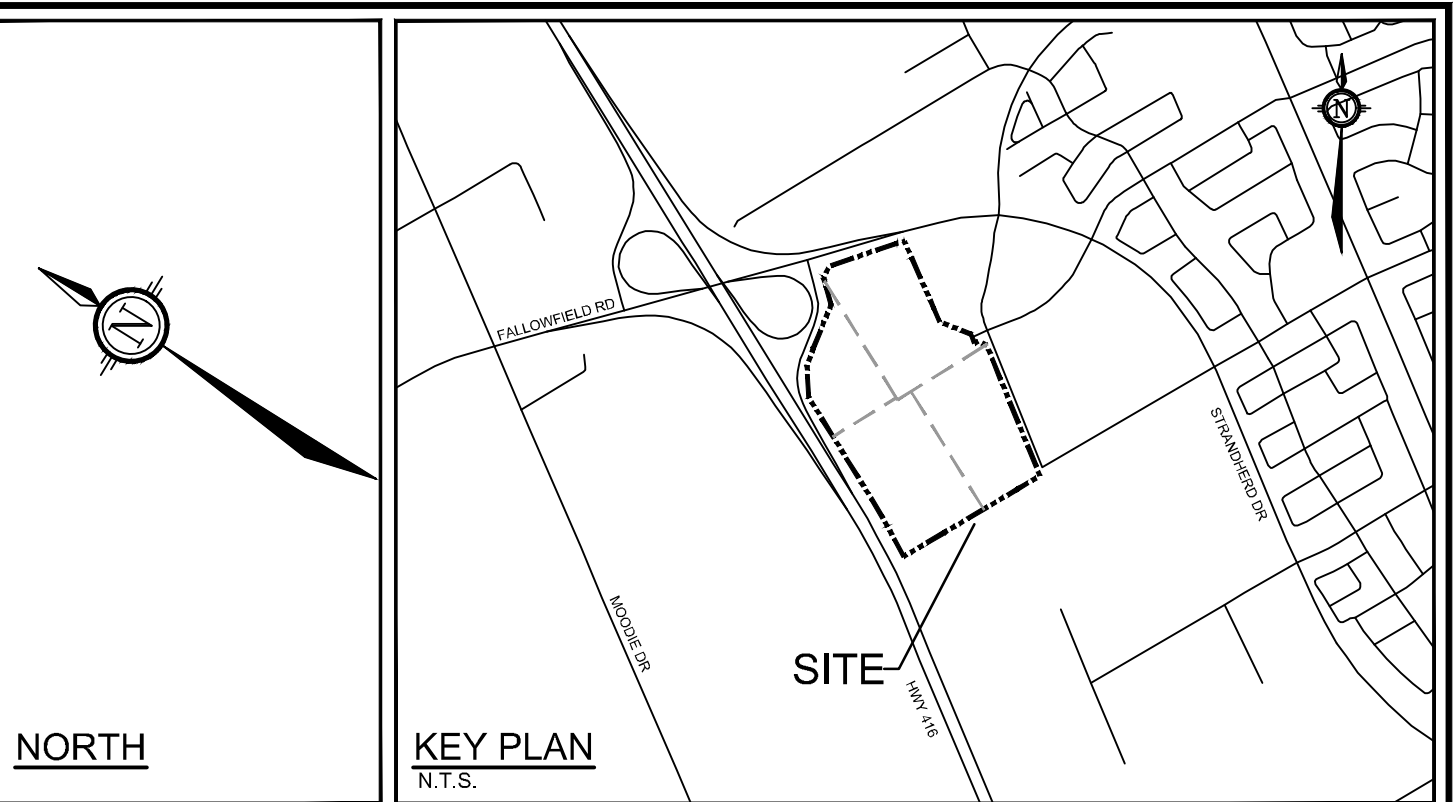 N
NORTH
N
FALLOWFIELD RD
STRANDHERD DR
MOODIE DR
SITE
HWY 416
KEY PLAN
N.T.S.